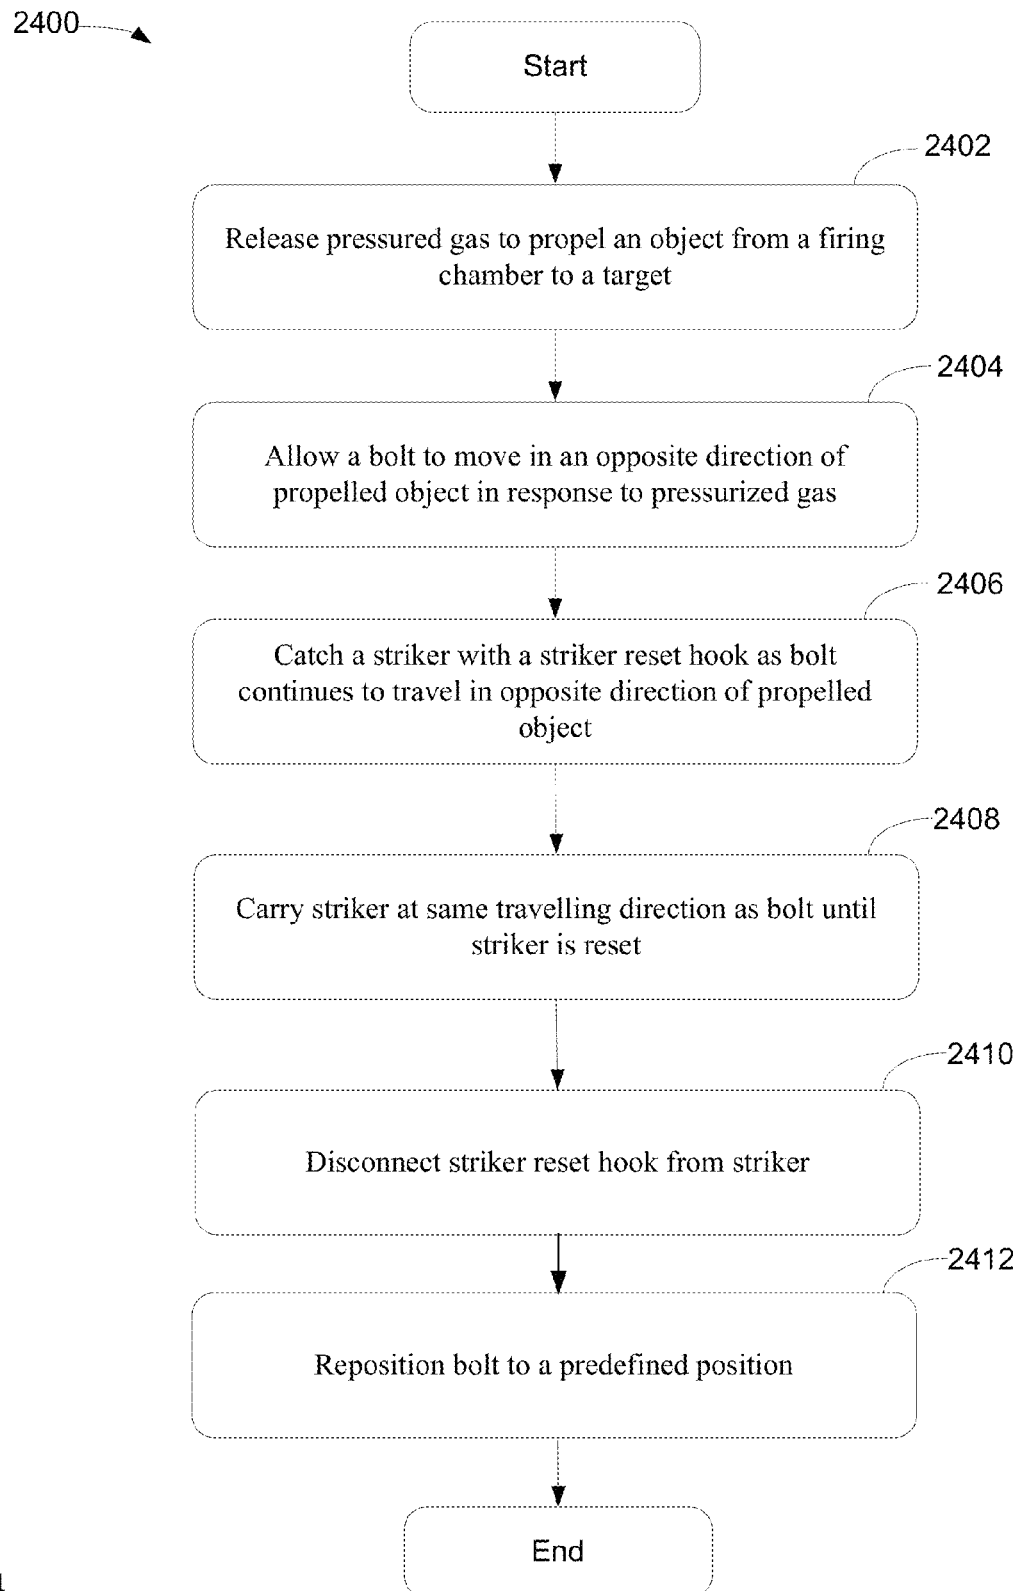 2400
Start
2402
Release pressured gas to propel an object from a firing
chamber to a target
2404
Allow a bolt to move in an opposite direction of
propelled object in response to pressurized gas
2406
Catch a striker with a striker reset hook as bolt
continues to travel in opposite direction of propelled
object
2408
Carry striker at same travelling direction as bolt until
striker is reset
2410
Disconnect striker reset hook from striker
2412
Reposition bolt to a predefined position
End